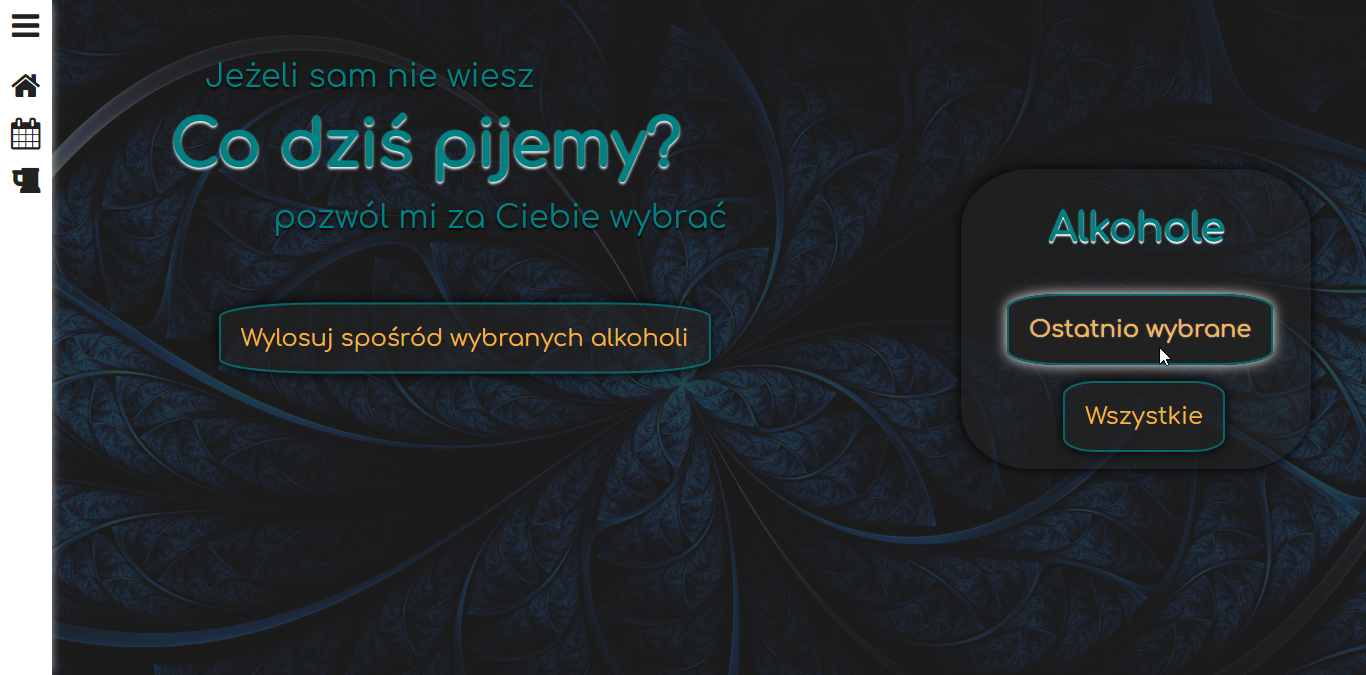 Jeżeli sam nie wiesz
Co dziś pijemy?
pozwól mi za Ciebie wybrać
Wylosuj spośród wybranych alkoholi
Alkohole
Ostatnio wybrane
Wszystkie